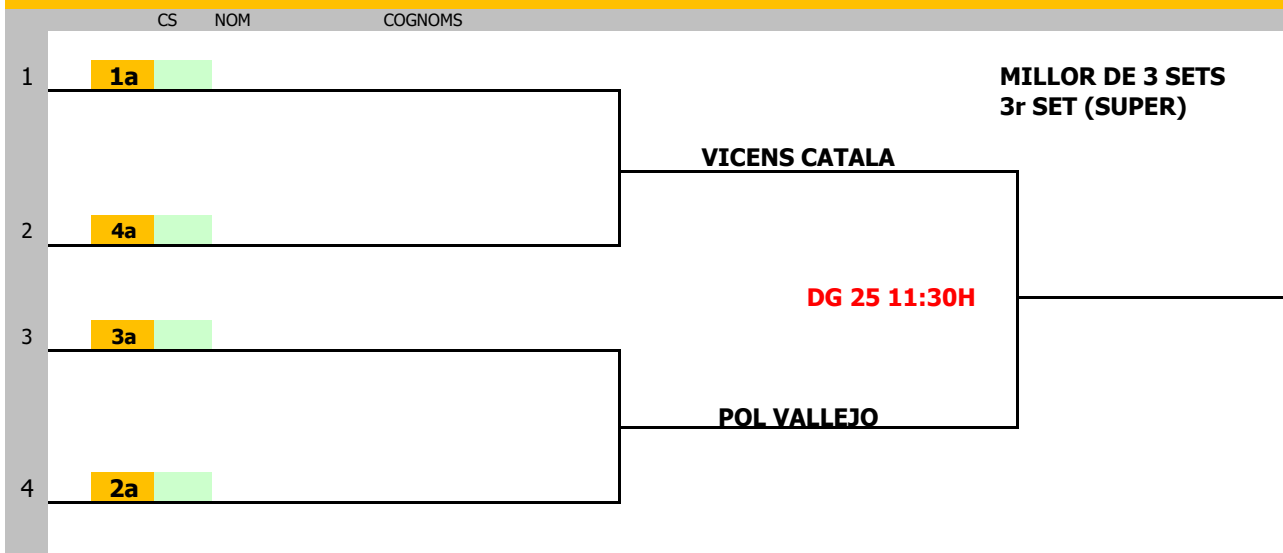 CS NOM COGNOMS
1 1a
MILLOR DE 3 SETS
3r SET (SUPER)
VICENS CATALA
2 4a
DG 25 11:30H
3 3a
POL VALLEJO
4 2a